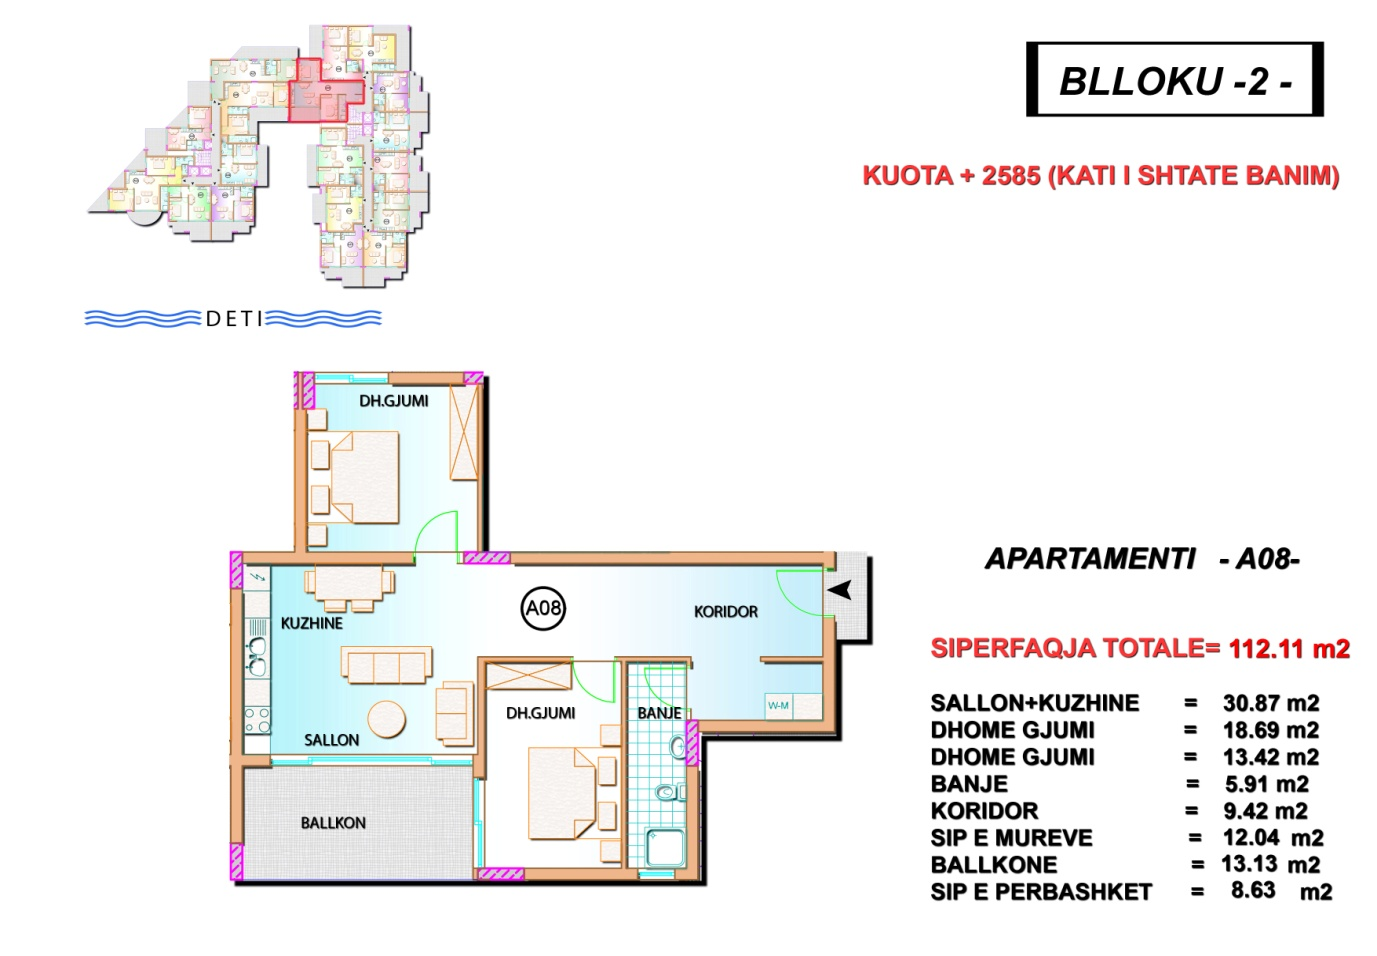 BLLOKU -2 -
KUOTA + 2585 (KATI I SHTATE BANIM)
DETI
DH.GJUMI
KUZHINE
A08
KORIDOR
DH.GJUMI
BANJE
W-M
SALLON
BALLKON
APARTAMENTI - A08-
SIPERFAQJA TOTALE= 112.11 m2
SALLON+KUZHINE = 30.87 m2
DHOME GJUMI = 18.69 m2
DHOME GJUMI = 13.42 m2
BANJE = 5.91 m2
KORIDOR = 9.42 m2
SIP E MUREVE = 12.04 m2
BALLKONE = 13.13 m2
SIP E PERBASHKET = 8.63 m2